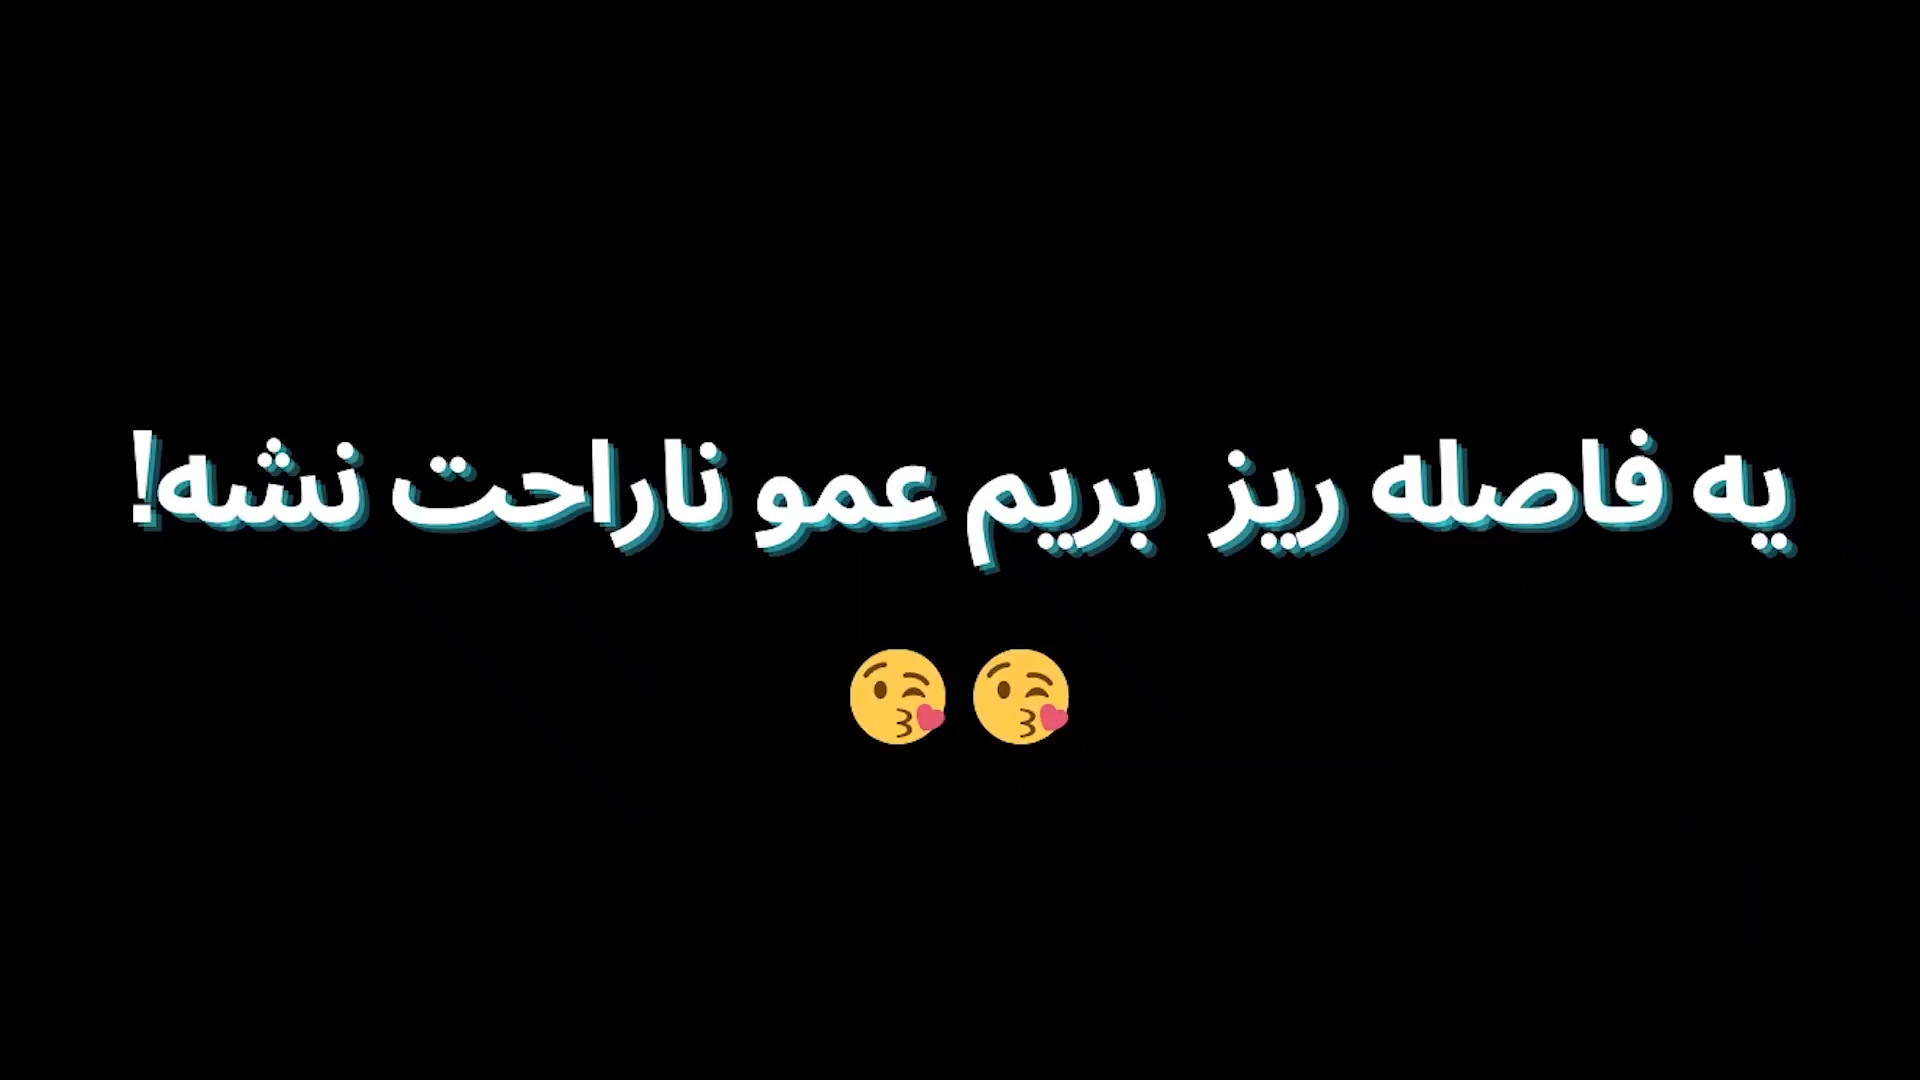 یه فاصله ریز بریم عمو ناراحت نشه!
😘 😘